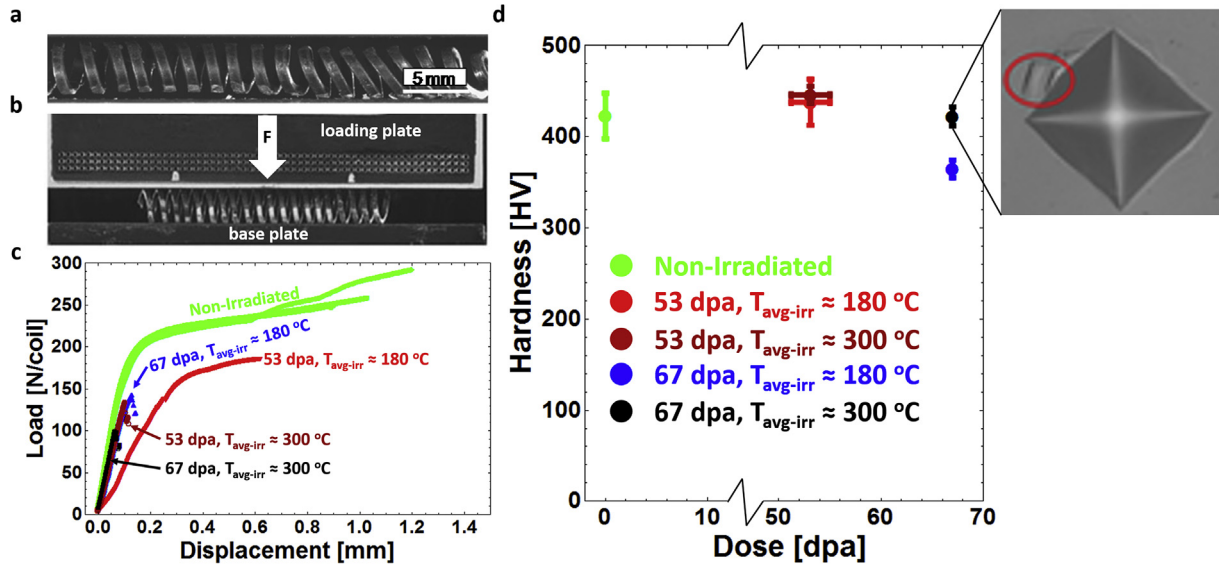 a
5 mm
b
F
loading plate
base plate
c
300
250
200
150
100
50
0
0.0 0.2 0.4 0.6 0.8 1.0 1.2 1.4
Load [N/coil]
Displacement [mm]
Non-Irradiated
67 dpa, Tavg-irr ≈ 180 °C
53 dpa, Tavg-irr ≈ 180 °C
53 dpa, Tavg-irr ≈ 300 °C
67 dpa, Tavg-irr ≈ 300 °C
d
500
400
300
200
100
0
0 10 50 60 70
Hardness [HV]
Dose [dpa]
Non-Irradiated
53 dpa, Tavg-irr ≈ 180 °C
53 dpa, Tavg-irr ≈ 300 °C
67 dpa, Tavg-irr ≈ 180 °C
67 dpa, Tavg-irr ≈ 300 °C